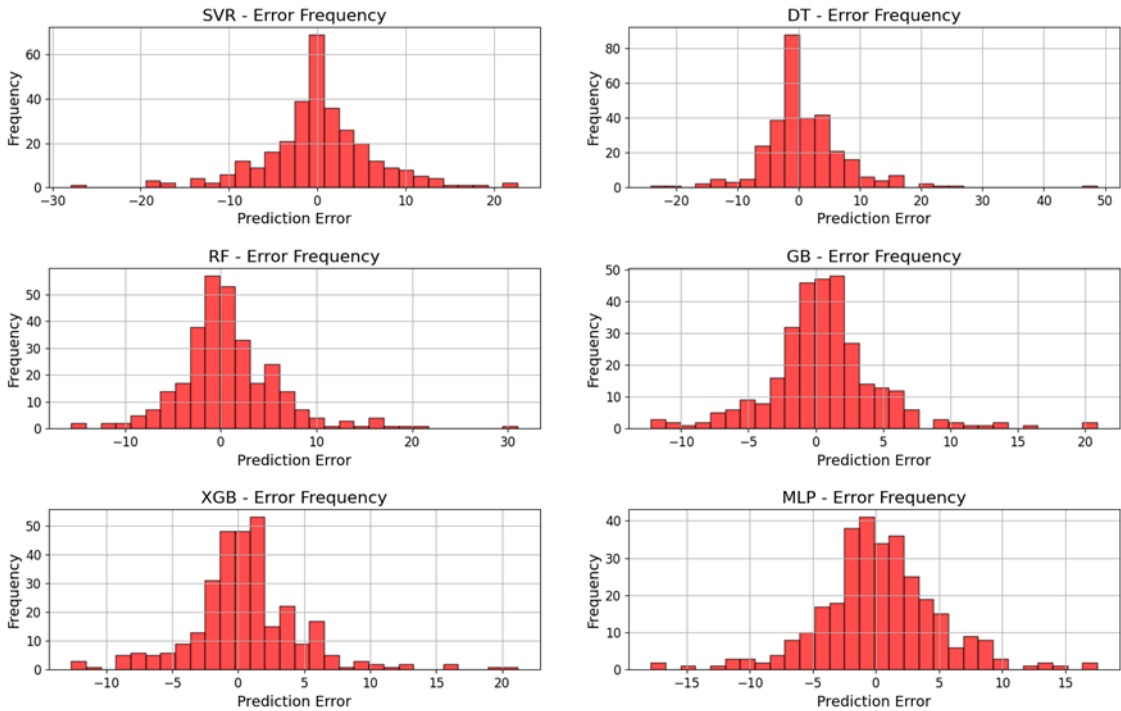 SVR - Error Frequency
Frequency
60
40
20
0
−30 −20 −10 0 10 20
Prediction Error
DT - Error Frequency
Frequency
80
60
40
20
0
−20 −10 0 10 20 30 40 50
Prediction Error
RF - Error Frequency
Frequency
50
40
30
20
10
0
−10 0 10 20 30
Prediction Error
GB - Error Frequency
Frequency
50
40
30
20
10
0
−10 −5 0 5 10 15 20
Prediction Error
XGB - Error Frequency
Frequency
50
40
30
20
10
0
−10 −5 0 5 10 15 20
Prediction Error
MLP - Error Frequency
Frequency
40
30
20
10
0
−15 −10 −5 0 5 10 15
Prediction Error